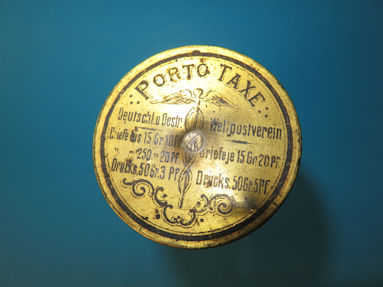 PORTO TAXE
Deutschl. u. Oestr.
Briefe bis 15 Gr. 10 Pf.
250 - 20 Pf.
Drucks. 50 Gr. 3 Pf.
Weltpostverein
Briefe je 15 Gr. 20 Pf.
Drucks. 50 Gr. 5 Pf.